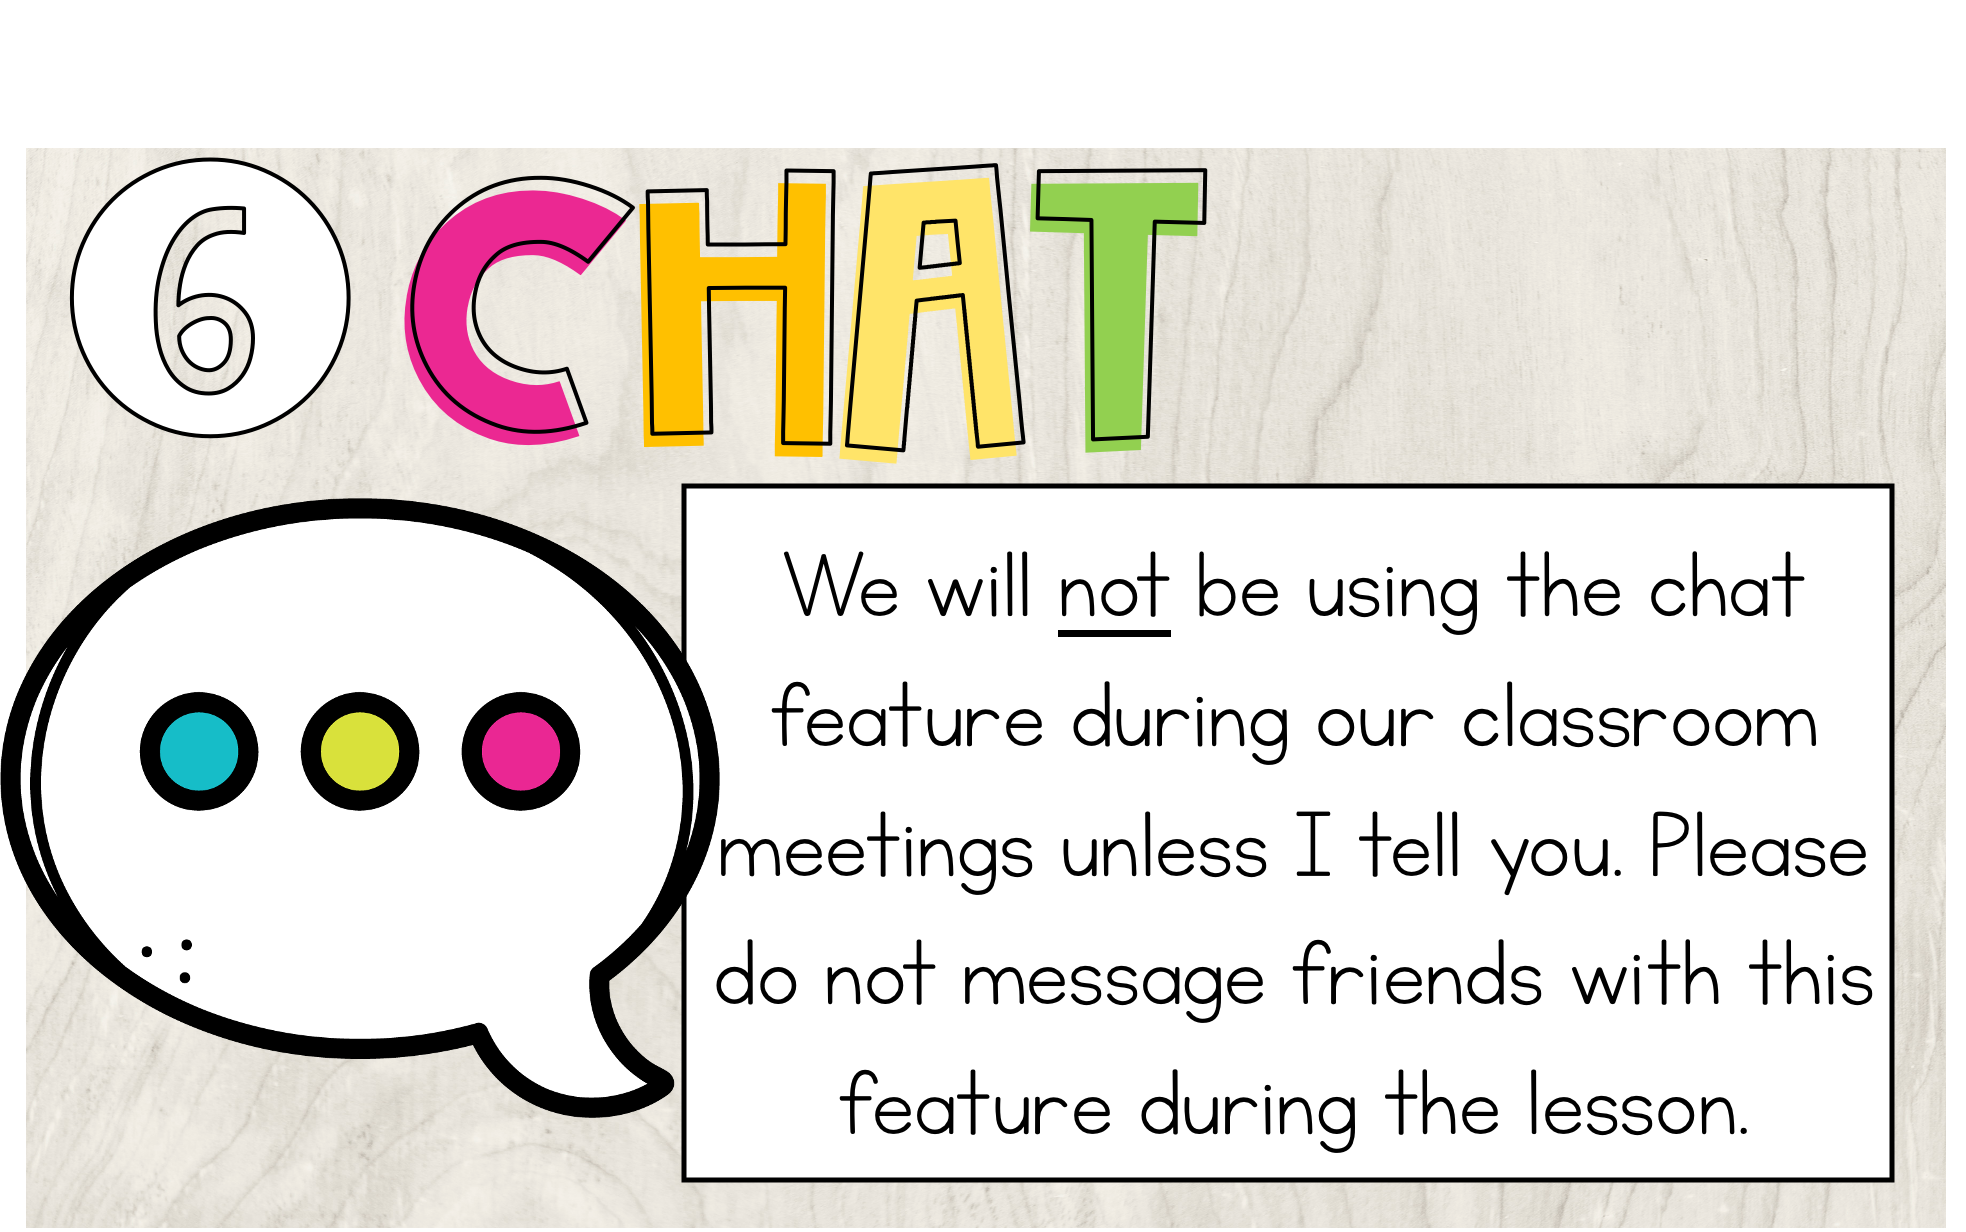 6 CHAT
We will not be using the chat
feature during our classroom
meetings unless I tell you. Please
do not message friends with this
feature during the lesson.